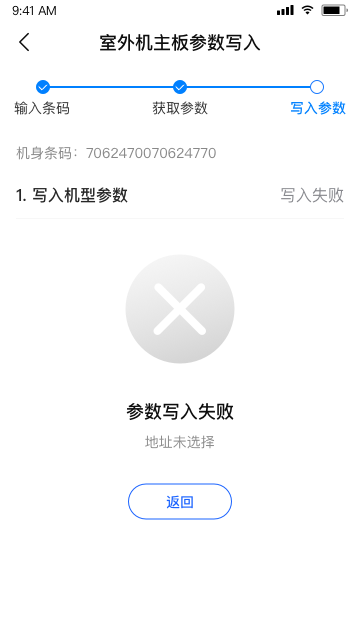 9:41 AM
室外机主板参数写入
输入条码
获取参数
写入参数
机身条码：7062470070624770
1. 写入机型参数
写入失败
参数写入失败
地址未选择
返回